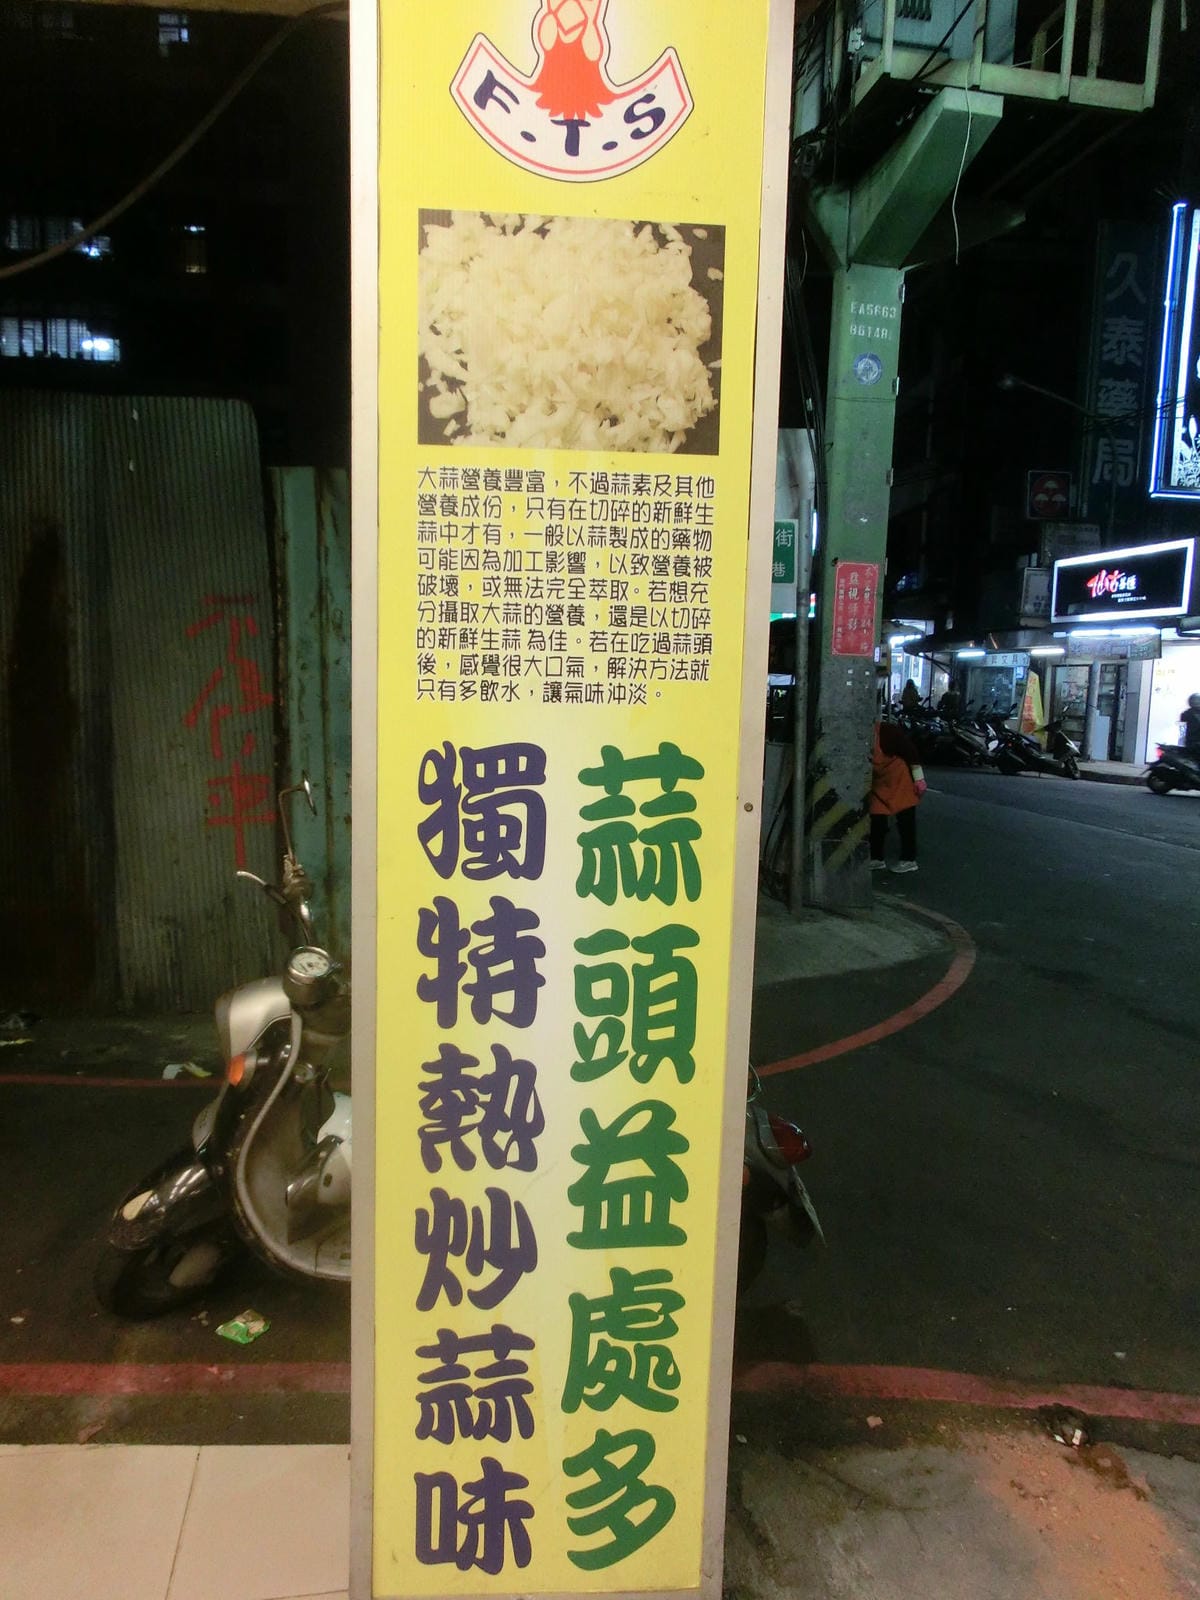 F.T.S
大蒜營養豐富，不過蒜素及其他
營養成份，只有在切碎的新鮮生
蒜中才有，一般以蒜製成的藥物
可能因為加工影響，以致營養被
破壞，或無法完全萃取。若想充
分攝取大蒜的營養，還是以切碎
的新鮮生蒜為佳。若在吃過蒜頭
後，感覺很大口氣，解決方法就
只有多飲水，讓氣味沖淡。
蒜頭益處多
獨特熱炒蒜味
EA5663
久泰藥局
街
巷